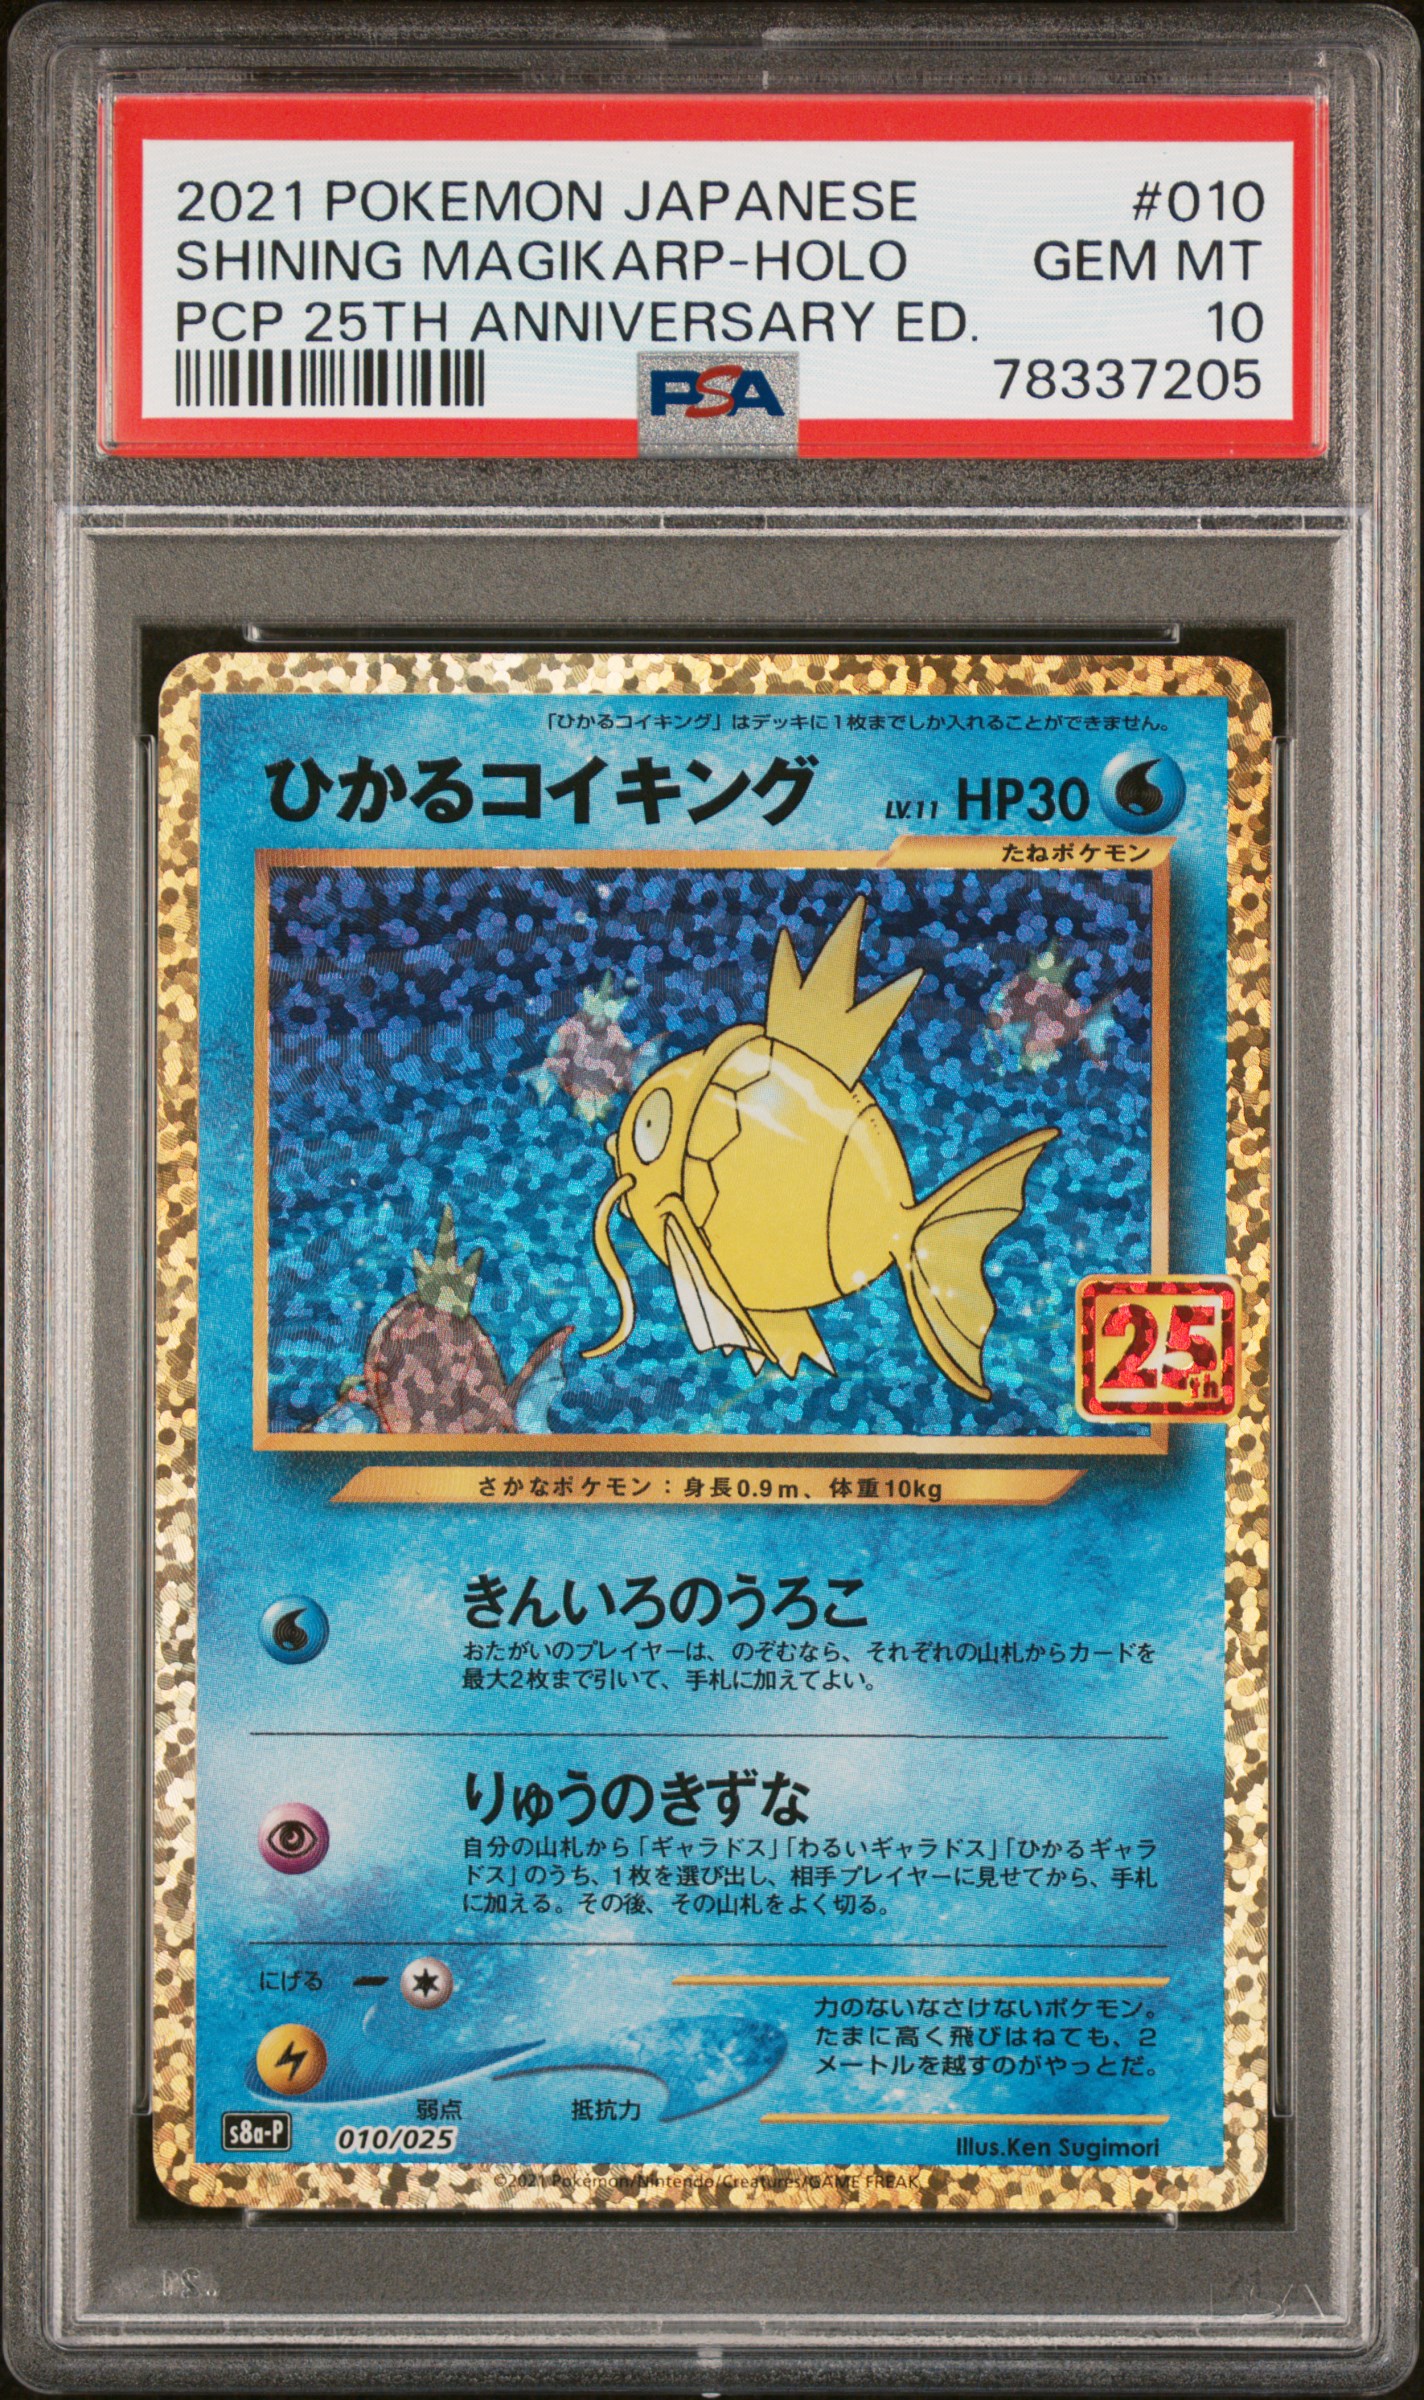 2021 POKEMON JAPANESE #010
SHINING MAGIKARP-HOLO GEM MT
PCP 25TH ANNIVERSARY ED. 10
PSA 78337205
「ひかるコイキング」はデッキに1枚までしか入れることができません。
ひかるコイキング LV.11 HP30
たねポケモン
25th
さかなポケモン：身長0.9m、体重10kg
きんいろのうろこ
おたがいのプレイヤーは、のぞむなら、それぞれの山札からカードを
最大2枚まで引いて、手札に加えてよい。
りゅうのきずな
自分の山札から「ギャラドス」「わるいギャラドス」「ひかるギャラ
ドス」のうち、1枚を選び出し、相手プレイヤーに見せてから、手札
に加える。その後、その山札をよく切る。
にげる
力のないなさけないポケモン。
たまに高く飛びはねても、2
メートルを越すのがやっとだ。
弱点 抵抗力
s8a-P 010/025 Illus.Ken Sugimori
©2021 Pokémon/Nintendo/Creatures/GAME FREAK.